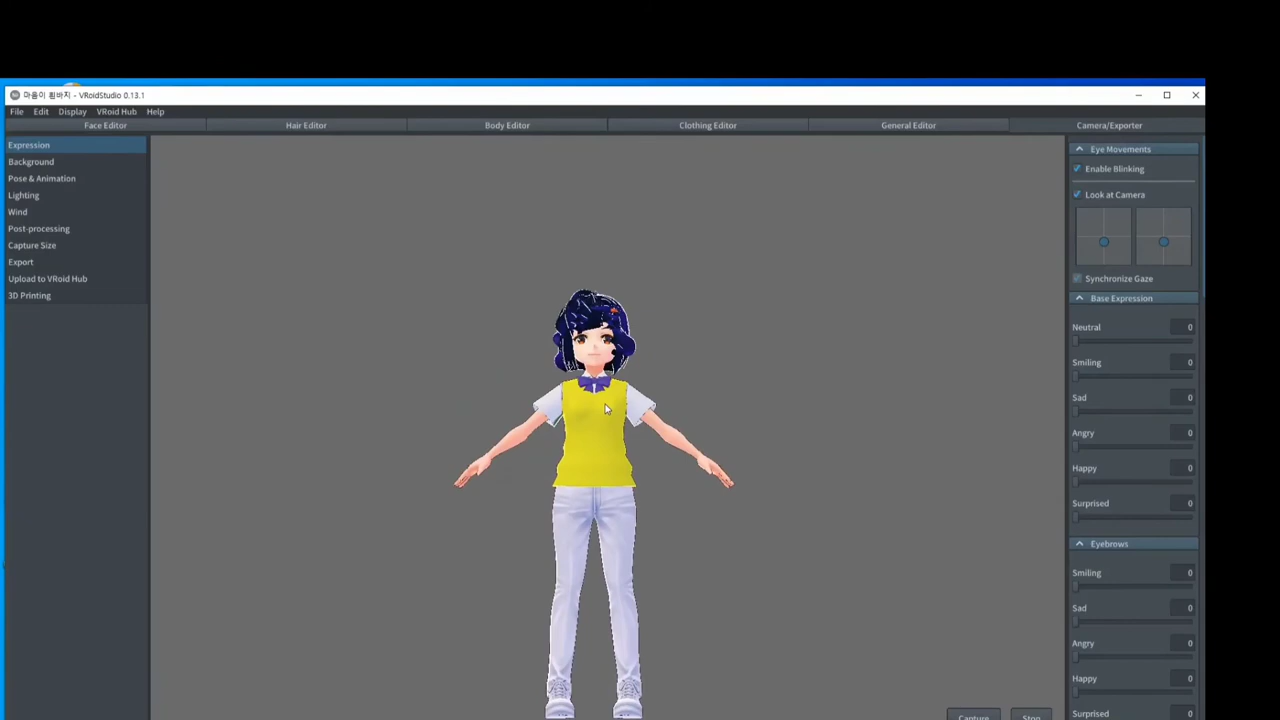 마음이 흰바지 - VRoidStudio 0.13.1
File Edit Display VRoid Hub Help
Face Editor Hair Editor Body Editor Clothing Editor General Editor Camera/Exporter
Expression
Background
Pose & Animation
Lighting
Wind
Post-processing
Capture Size
Export
Upload to VRoid Hub
3D Printing
Eye Movements
Enable Blinking
Look at Camera
Synchronize Gaze
Base Expression
Neutral 0
Smiling 0
Sad 0
Angry 0
Happy 0
Surprised 0
Eyebrows
Smiling 0
Sad 0
Angry 0
Happy 0
Surprised 0
Capture Stop